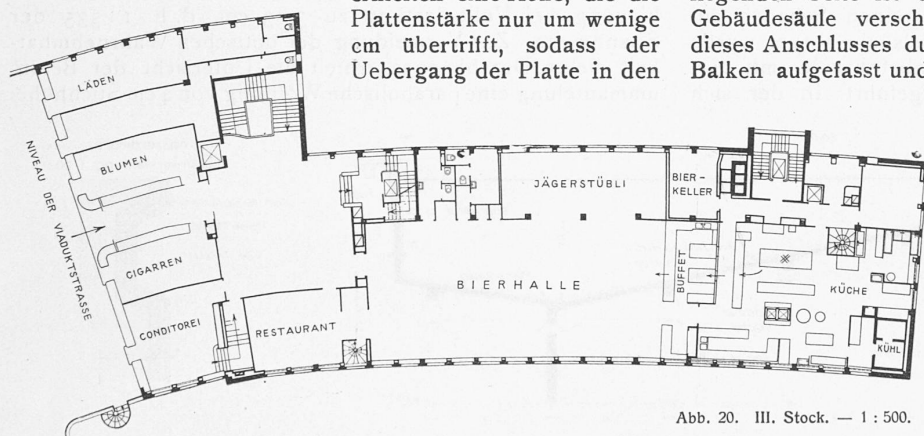 Plattenstärke nur um wenige
cm übertrifft, sodass der
Uebergang der Platte in den
Gebäudesäule versch
dieses Anschlusses du
Balken aufgefasst und
LÄDEN
BLUMEN
CIGARREN
CONDITOREI
NIVEAU DER VIADUKTSTRASSE
RESTAURANT
BIERHALLE
JÄGERSTÜBLI
BIER-
KELLER
BUFFET
KÜCHE
KÜHL
Abb. 20. III. Stock. — 1 : 500.